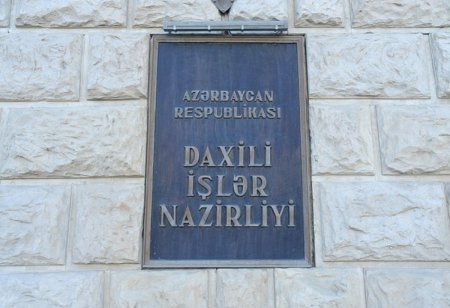 AZƏRBAYCAN
RESPUBLİKASI
DAXİLİ
İŞLƏR
NAZİRLİYİ